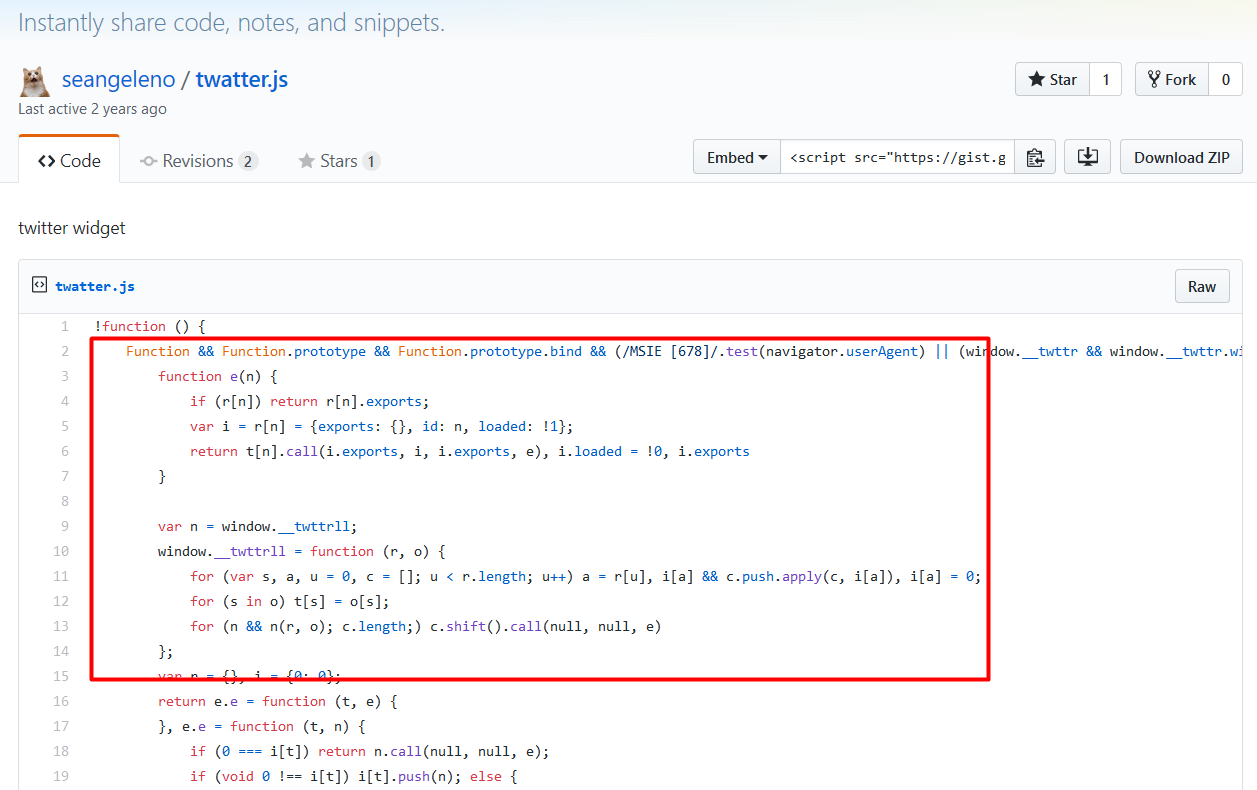 Instantly share code, notes, and snippets.
seangeleno / twatter.js
Star 1 Fork 0
Last active 2 years ago
Code Revisions 2 Stars 1
Embed <script src="https://gist.g Download ZIP
twitter widget
twatter.js Raw
1 !function () {
2 Function && Function.prototype && Function.prototype.bind && (/MSIE [678]/.test(navigator.userAgent) || (window.__twttr && window.__twttr.wi
3 function e(n) {
4 if (r[n]) return r[n].exports;
5 var i = r[n] = {exports: {}, id: n, loaded: !1};
6 return t[n].call(i.exports, i, i.exports, e), i.loaded = !0, i.exports
7 }
8
9 var n = window.__twttrll;
10 window.__twttrll = function (r, o) {
11 for (var s, a, u = 0, c = []; u < r.length; u++) a = r[u], i[a] && c.push.apply(c, i[a]), i[a] = 0;
12 for (s in o) t[s] = o[s];
13 for (n && n(r, o); c.length;) c.shift().call(null, null, e)
14 };
15 var r = {}, i = {0: 0};
16 return e.e = function (t, e) {
17 }, e.e = function (t, n) {
18 if (0 === i[t]) return n.call(null, null, e);
19 if (void 0 !== i[t]) i[t].push(n); else {